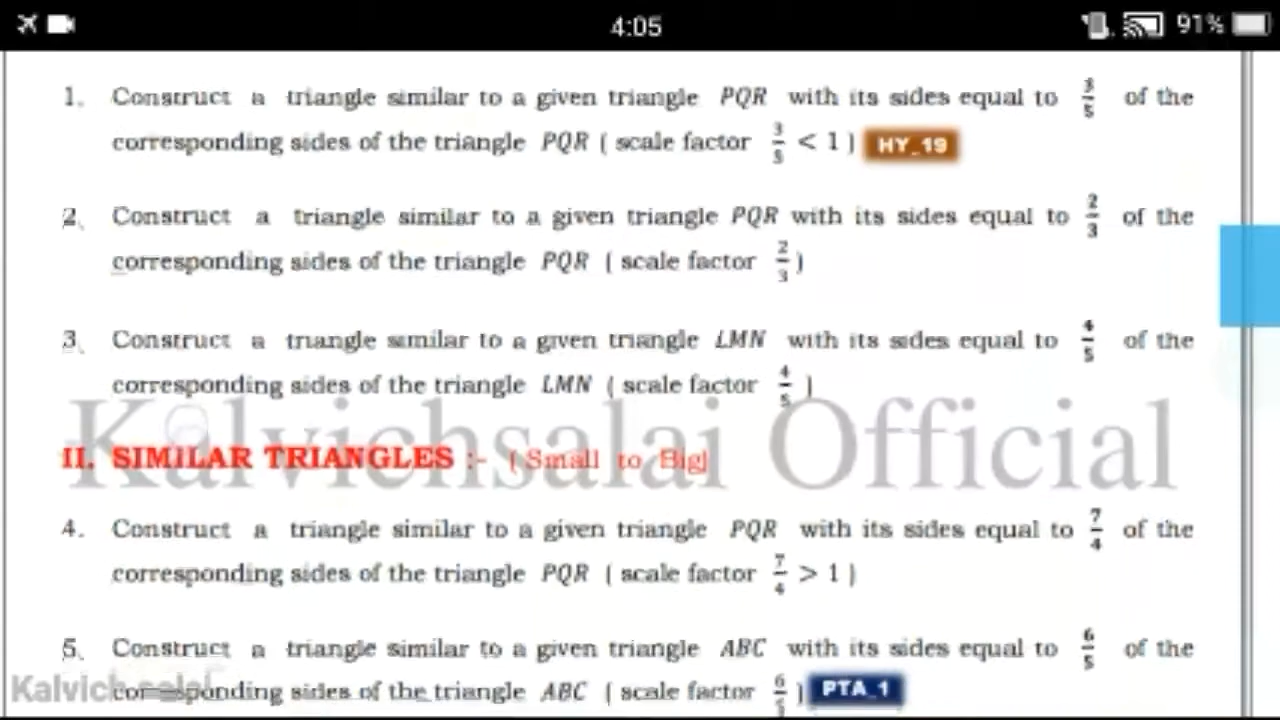 4:05
91%
1. Construct a triangle similar to a given triangle PQR with its sides equal to 3/5 of the
corresponding sides of the triangle PQR ( scale factor 3/5 < 1 ) HY_19
2. Construct a triangle similar to a given triangle PQR with its sides equal to 2/3 of the
corresponding sides of the triangle PQR ( scale factor 2/3 )
3. Construct a triangle similar to a given triangle LMN with its sides equal to 4/5 of the
corresponding sides of the triangle LMN ( scale factor 4/5 )
Kalvichsalai Official
II. SIMILAR TRIANGLES :- ( Small to Big)
4. Construct a triangle similar to a given triangle PQR with its sides equal to 7/4 of the
corresponding sides of the triangle PQR ( scale factor 7/4 > 1 )
5. Construct a triangle similar to a given triangle ABC with its sides equal to 6/5 of the
corresponding sides of the triangle ABC ( scale factor 6/5 ) PTA_1
Kalvich salai